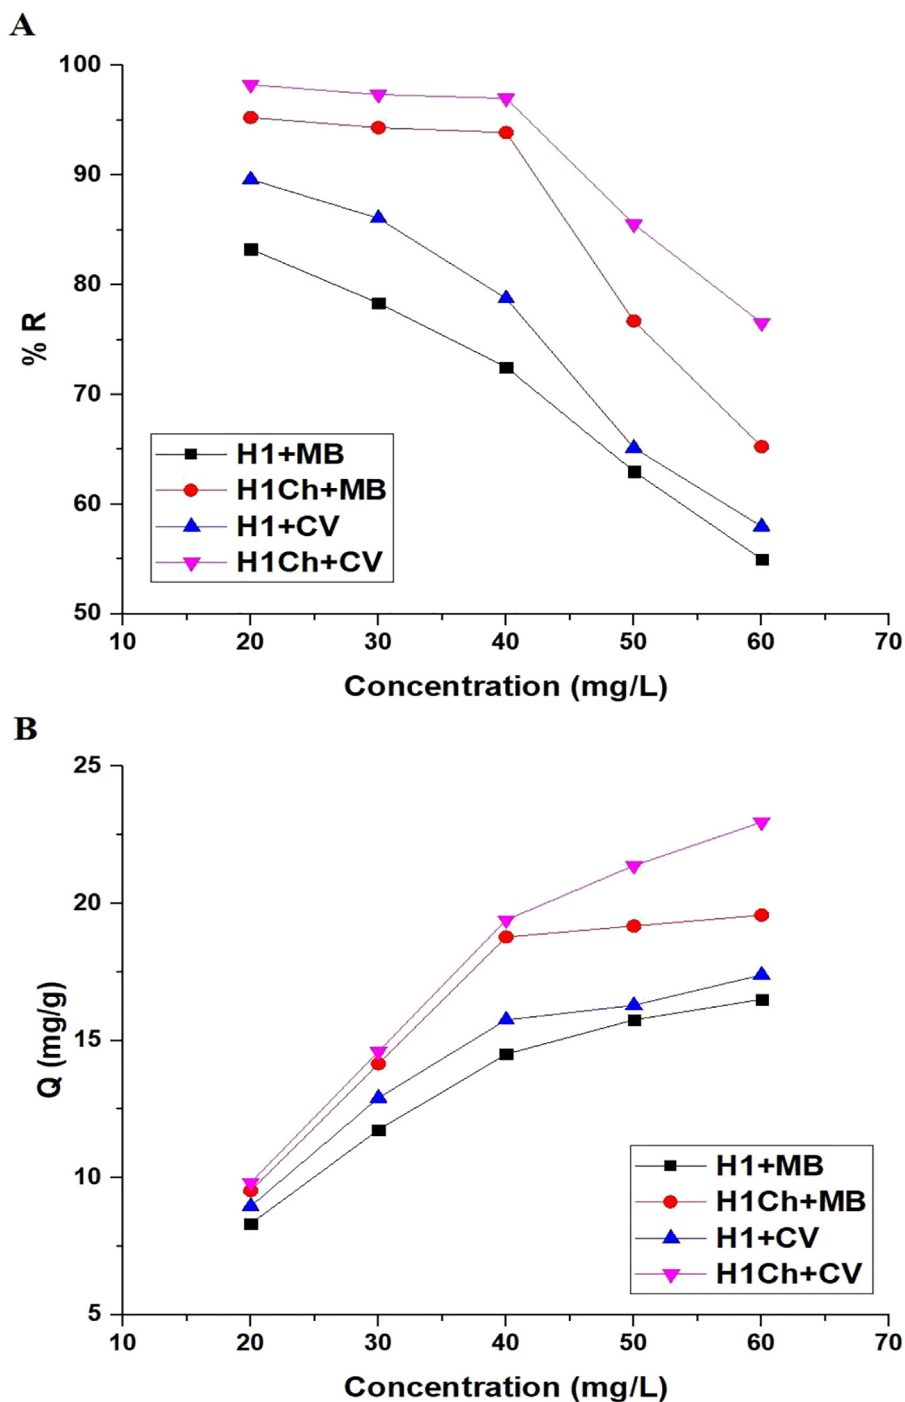 A
100
90
80
70
60
50
% R
H1+MB
H1Ch+MB
H1+CV
H1Ch+CV
10 20 30 40 50 60 70
Concentration (mg/L)
B
25
20
15
10
5
Q (mg/g)
H1+MB
H1Ch+MB
H1+CV
H1Ch+CV
10 20 30 40 50 60 70
Concentration (mg/L)